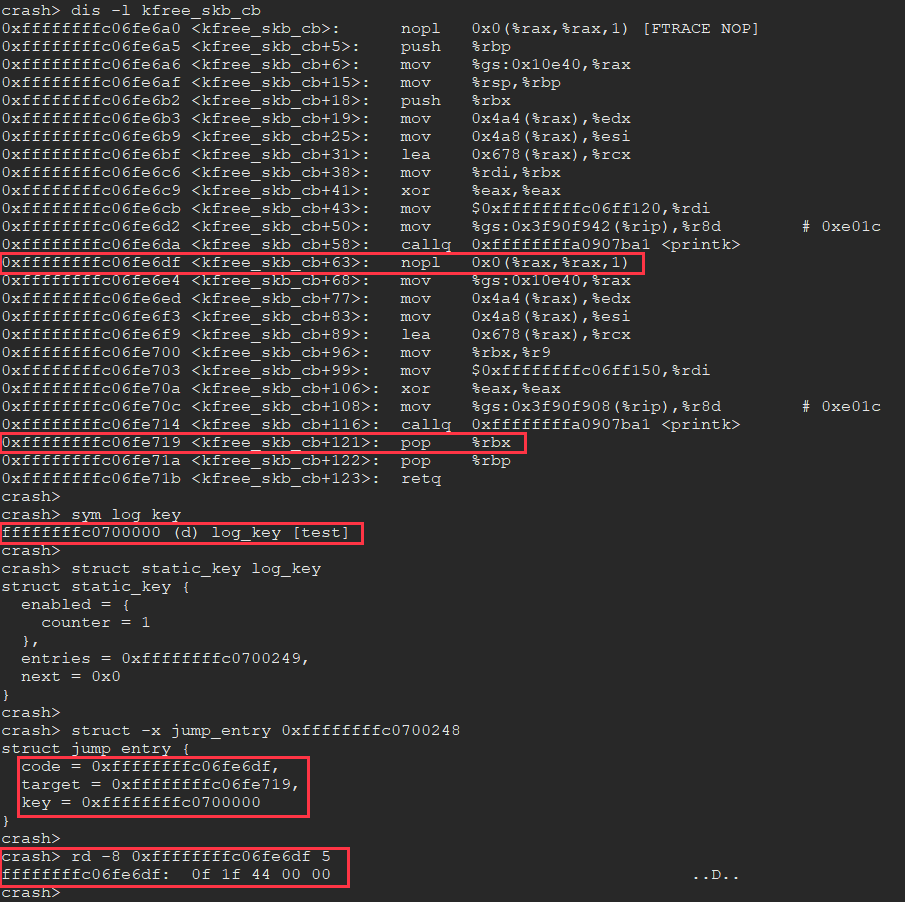 crash> dis -l kfree_skb_cb
0xffffffffc06fe6a0 <kfree_skb_cb>:      nopl   0x0(%rax,%rax,1) [FTRACE NOP]
0xffffffffc06fe6a5 <kfree_skb_cb+5>:    push   %rbp
0xffffffffc06fe6a6 <kfree_skb_cb+6>:    mov    %gs:0x10e40,%rax
0xffffffffc06fe6af <kfree_skb_cb+15>:   mov    %rsp,%rbp
0xffffffffc06fe6b2 <kfree_skb_cb+18>:   push   %rbx
0xffffffffc06fe6b3 <kfree_skb_cb+19>:   mov    0x4a4(%rax),%edx
0xffffffffc06fe6b9 <kfree_skb_cb+25>:   mov    0x4a8(%rax),%esi
0xffffffffc06fe6bf <kfree_skb_cb+31>:   lea    0x678(%rax),%rcx
0xffffffffc06fe6c6 <kfree_skb_cb+38>:   mov    %rdi,%rbx
0xffffffffc06fe6c9 <kfree_skb_cb+41>:   xor    %eax,%eax
0xffffffffc06fe6cb <kfree_skb_cb+43>:   mov    $0xffffffffc06ff120,%rdi
0xffffffffc06fe6d2 <kfree_skb_cb+50>:   mov    %gs:0x3f90f942(%rip),%r8d        # 0xe01c
0xffffffffc06fe6da <kfree_skb_cb+58>:   callq  0xffffffffa0907ba1 <printk>
0xffffffffc06fe6df <kfree_skb_cb+63>:   nopl   0x0(%rax,%rax,1)
0xffffffffc06fe6e4 <kfree_skb_cb+68>:   mov    %gs:0x10e40,%rax
0xffffffffc06fe6ed <kfree_skb_cb+77>:   mov    0x4a4(%rax),%edx
0xffffffffc06fe6f3 <kfree_skb_cb+83>:   mov    0x4a8(%rax),%esi
0xffffffffc06fe6f9 <kfree_skb_cb+89>:   lea    0x678(%rax),%rcx
0xffffffffc06fe700 <kfree_skb_cb+96>:   mov    %rbx,%r9
0xffffffffc06fe703 <kfree_skb_cb+99>:   mov    $0xffffffffc06ff150,%rdi
0xffffffffc06fe70a <kfree_skb_cb+106>:  xor    %eax,%eax
0xffffffffc06fe70c <kfree_skb_cb+108>:  mov    %gs:0x3f90f908(%rip),%r8d        # 0xe01c
0xffffffffc06fe714 <kfree_skb_cb+116>:  callq  0xffffffffa0907ba1 <printk>
0xffffffffc06fe719 <kfree_skb_cb+121>:  pop    %rbx
0xffffffffc06fe71a <kfree_skb_cb+122>:  pop    %rbp
0xffffffffc06fe71b <kfree_skb_cb+123>:  retq
crash>
crash> sym log_key
ffffffffc0700000 (d) log_key [test]
crash>
crash> struct static_key log_key
struct static_key {
  enabled = {
    counter = 1
  },
  entries = 0xffffffffc0700249,
  next = 0x0
}
crash>
crash> struct -x jump_entry 0xffffffffc0700248
struct jump_entry {
  code = 0xffffffffc06fe6df,
  target = 0xffffffffc06fe719,
  key = 0xffffffffc0700000
}
crash>
crash> rd -8 0xffffffffc06fe6df 5
ffffffffc06fe6df:  0f 1f 44 00 00                                    ..D..
crash>